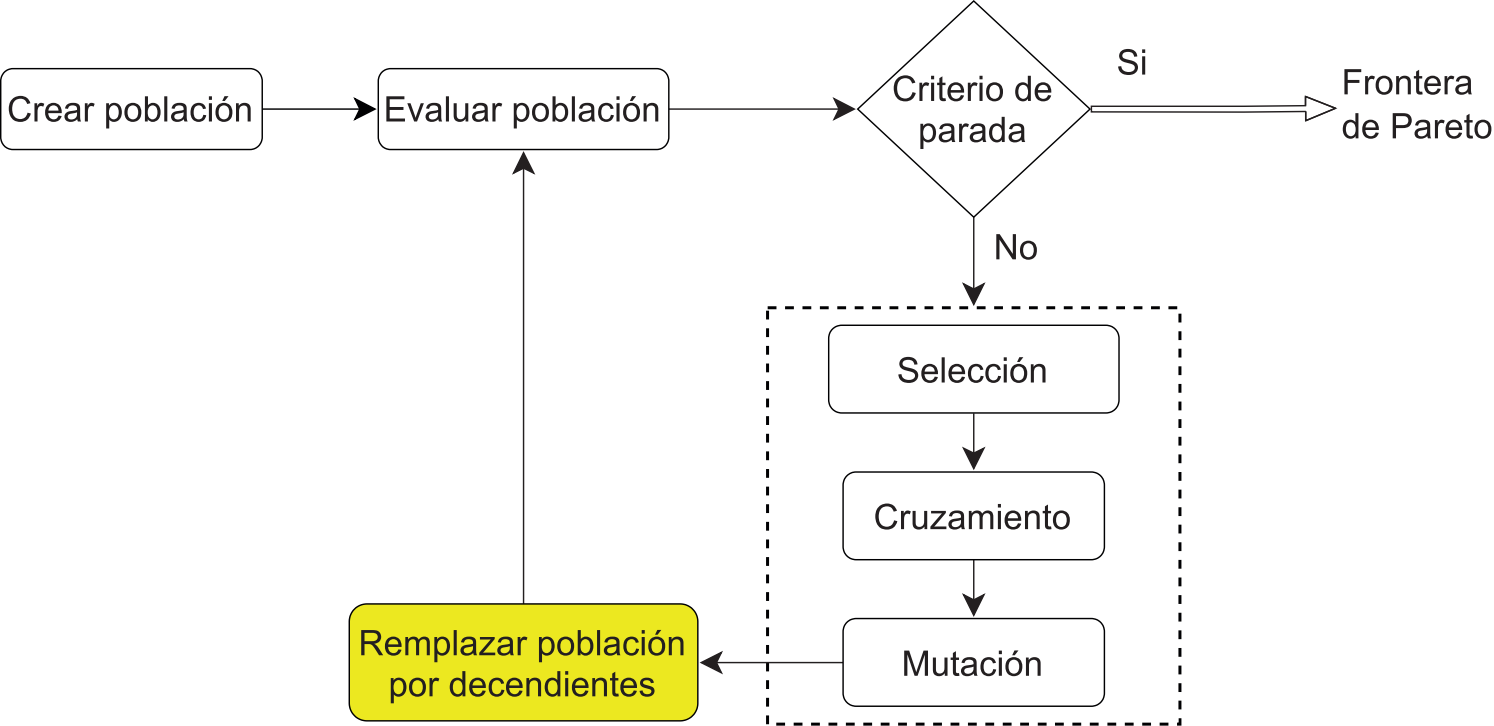 Crear población
Evaluar población
Criterio de
parada
Si
Frontera
de Pareto
No
Selección
Cruzamiento
Mutación
Remplazar población
por decendientes